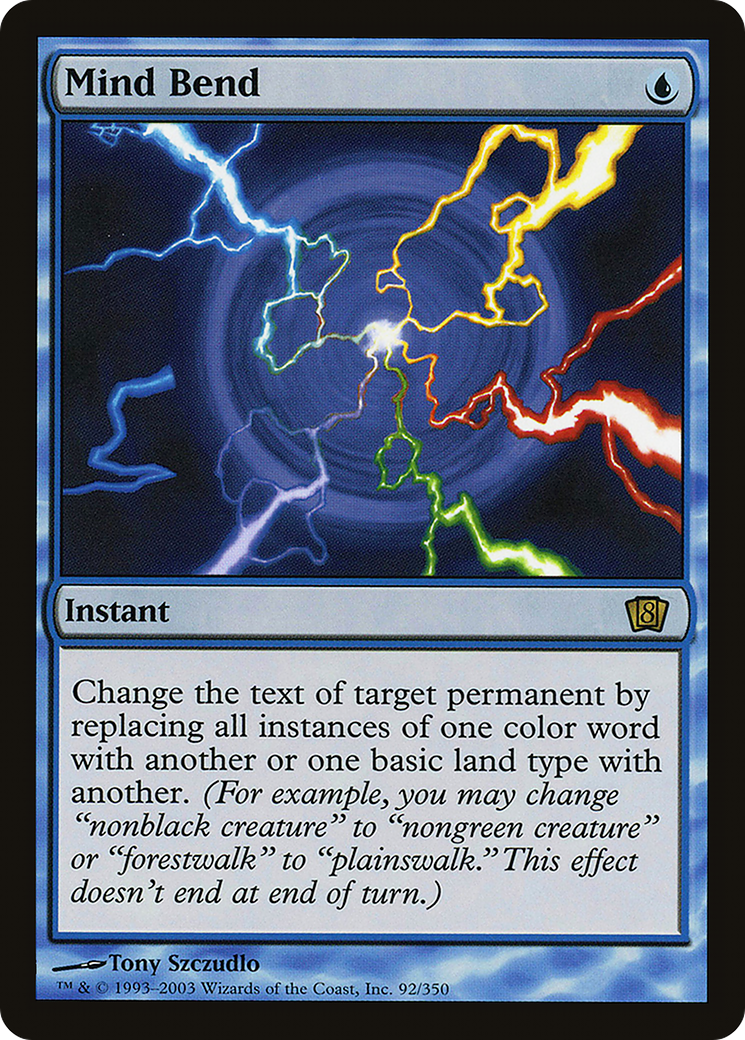 Mind Bend
Instant
8
Change the text of target permanent by
replacing all instances of one color word
with another or one basic land type with
another. (For example, you may change
“nonblack creature” to “nongreen creature”
or “forestwalk” to “plainswalk.” This effect
doesn’t end at end of turn.)
Tony Szczudlo
™ & © 1993–2003 Wizards of the Coast, Inc. 92/350